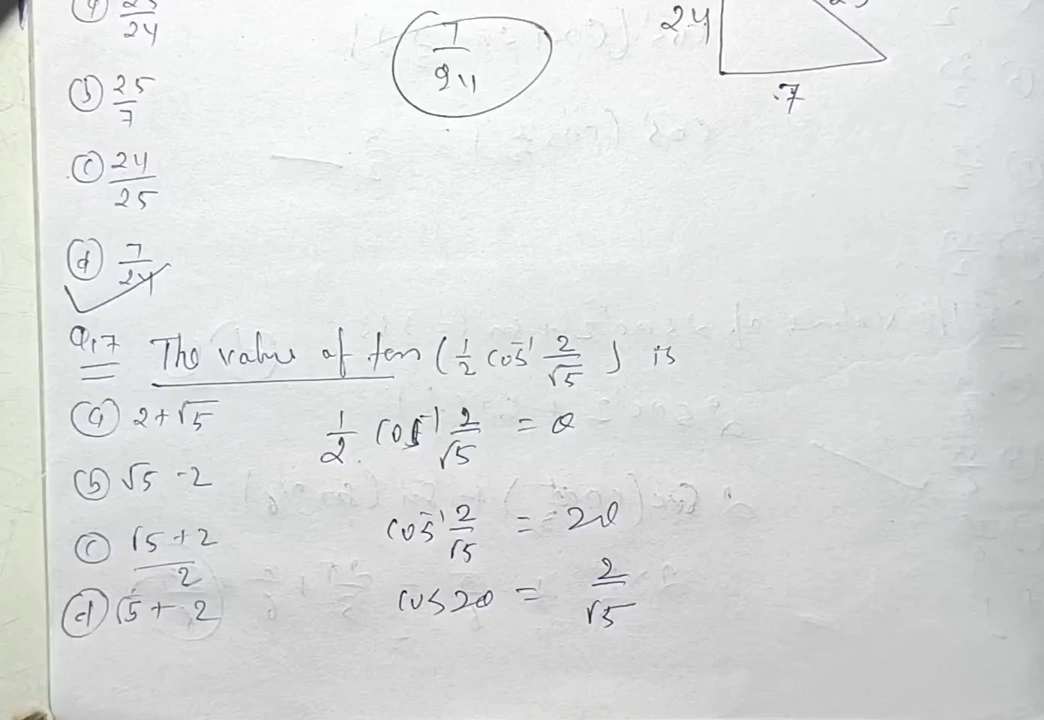 24 25
(b) 25/7
7/24
24
7
(c) 24/25
(d) 7/24
Q.7 The value of tan (1/2 cos⁻¹ 2/√5) is
(a) 2+√5
1/2 cos⁻¹ 2/√5 = θ
(b) √5 - 2
cos⁻¹ 2/√5 = 2θ
(c) √5+2/2
(d) √5+2
cos 2θ = 2/√5